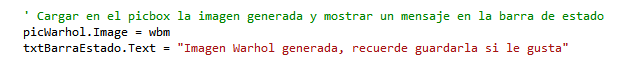 ' Cargar en el picbox la imagen generada y mostrar un mensaje en la barra de estado
picWarhol.Image = wbm
txtBarraEstado.Text = "Imagen Warhol generada, recuerde guardarla si le gusta"